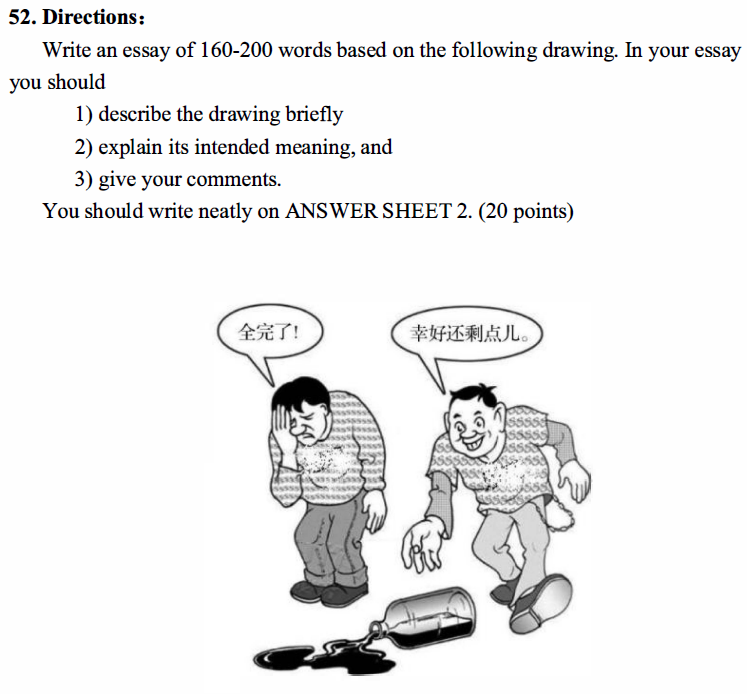 52. Directions：
Write an essay of 160-200 words based on the following drawing. In your essay
you should
1) describe the drawing briefly
2) explain its intended meaning, and
3) give your comments.
You should write neatly on ANSWER SHEET 2. (20 points)
全完了!
幸好还剩点儿。